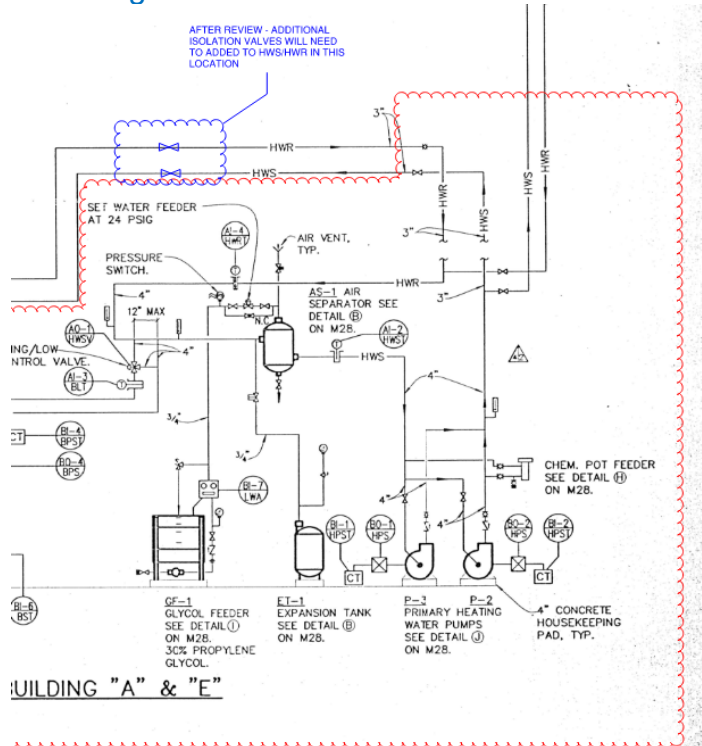 AFTER REVIEW - ADDITIONAL
ISOLATION VALVES WILL NEED
TO ADDED TO HWS/HWR IN THIS
LOCATION
3"
HWR
HWS
HWR
HWS
HWS
HWR
SET WATER FEEDER
AT 24 PSIG
AI-4
HWRT
T
AIR VENT,
TYP.
3"
PRESSURE
SWITCH.
HWR
4"
3"
12" MAX
N.C.
AS-1 AIR
SEPARATOR SEE
DETAIL B
ON M28.
AO-1
HWSV
4"
AI-2
HWST
T
HWS
ING/LOW
ONTROL VALVE.
AI-3
BLT
T
4"
4"
3/4"
3/4"
CT
BI-4
BPST
BO-4
BPS
BI-7
LWA
4"
4"
CHEM. POT FEEDER
SEE DETAIL H
ON M28.
BI-1
HPST
BO-1
HPS
BO-2
HPS
BI-2
HPST
CT
CT
BI-6
BST
GF-1
GLYCOL FEEDER
SEE DETAIL I
ON M28.
30% PROPYLENE
GLYCOL.
ET-1
EXPANSION TANK
SEE DETAIL B
ON M28.
P-3
P-2
PRIMARY HEATING
WATER PUMPS
SEE DETAIL J
ON M28.
4" CONCRETE
HOUSEKEEPING
PAD, TYP.
BUILDING "A" & "E"